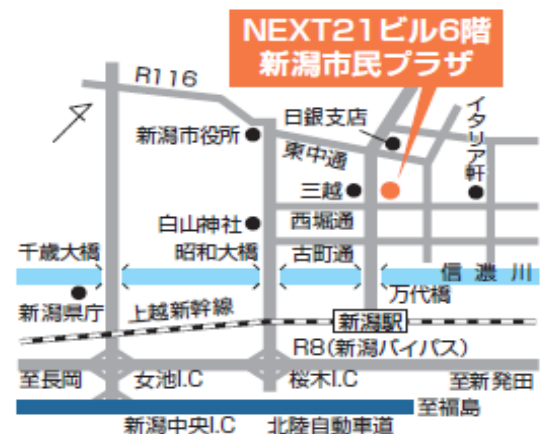 NEXT21ビル6階
新潟市民プラザ
R116
日銀支店
イタリア軒
新潟市役所
東中通
三越
白山神社
西堀通
千歳大橋
昭和大橋
古町通
信濃川
新潟県庁
上越新幹線
万代橋
新潟駅
R8(新潟バイパス)
至長岡
女池I.C
桜木I.C
至新発田
至福島
新潟中央I.C
北陸自動車道